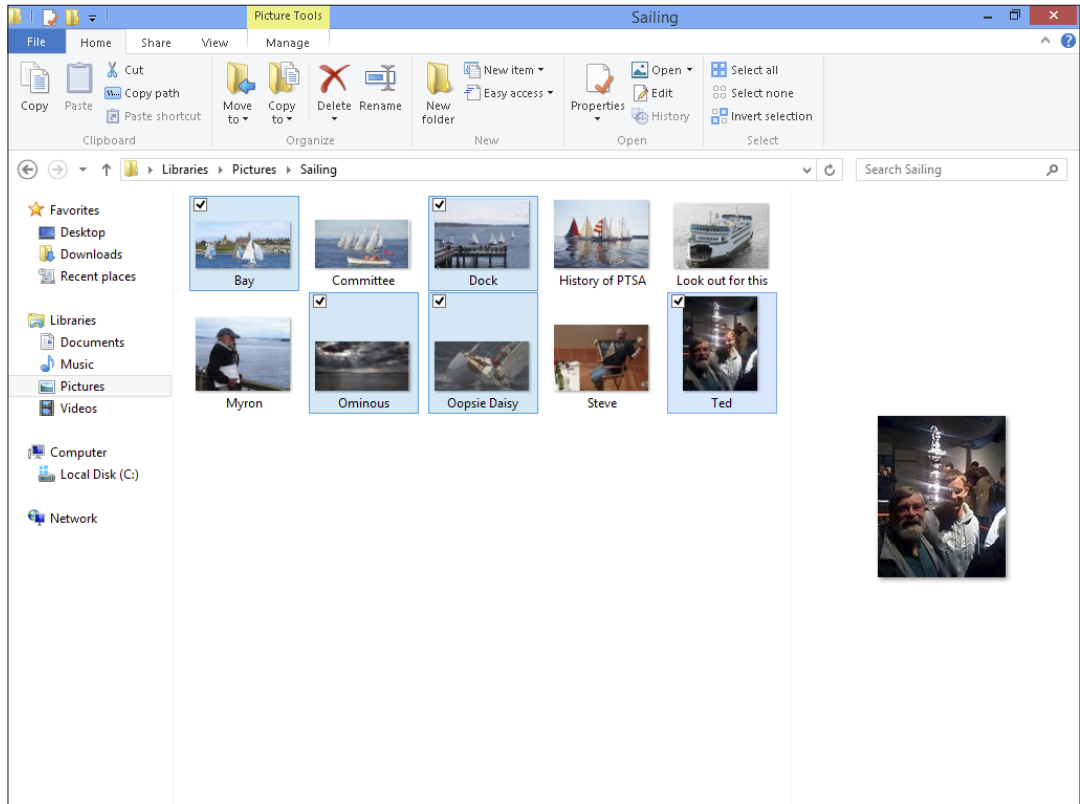 Picture Tools
Sailing
File Home Share View Manage
Copy
Paste
Cut
Copy path
Paste shortcut
Clipboard
Move to
Copy to
Delete
Rename
Organize
New folder
New item
Easy access
New
Properties
Open
Edit
History
Open
Select all
Select none
Invert selection
Select
Libraries Pictures Sailing
Search Sailing
Favorites
Desktop
Downloads
Recent places
Libraries
Documents
Music
Pictures
Videos
Computer
Local Disk (C:)
Network
Bay
Committee
Dock
History of PTSA
Look out for this
Myron
Ominous
Oopsie Daisy
Steve
Ted